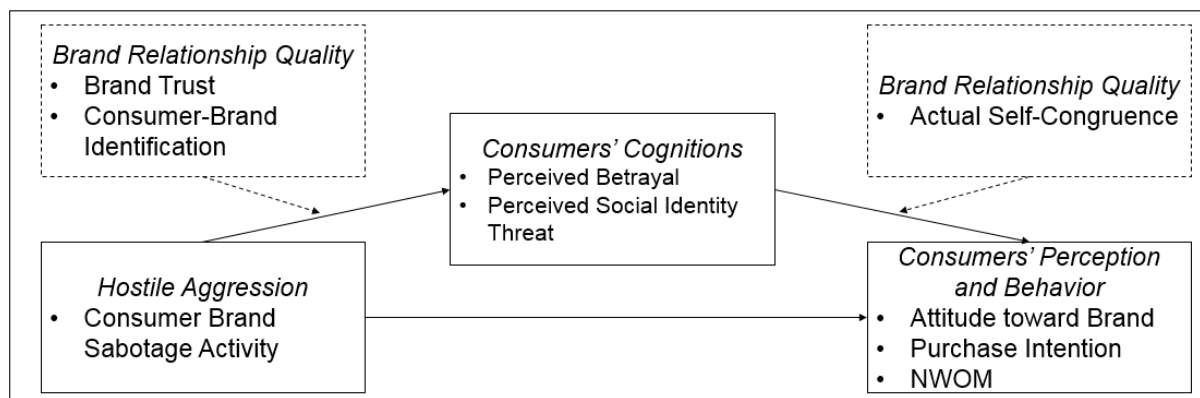 Brand Relationship Quality
• Brand Trust
• Consumer-Brand
Identification
Brand Relationship Quality
• Actual Self-Congruence
Consumers’ Cognitions
• Perceived Betrayal
• Perceived Social Identity
Threat
Hostile Aggression
• Consumer Brand
Sabotage Activity
Consumers’ Perception
and Behavior
• Attitude toward Brand
• Purchase Intention
• NWOM